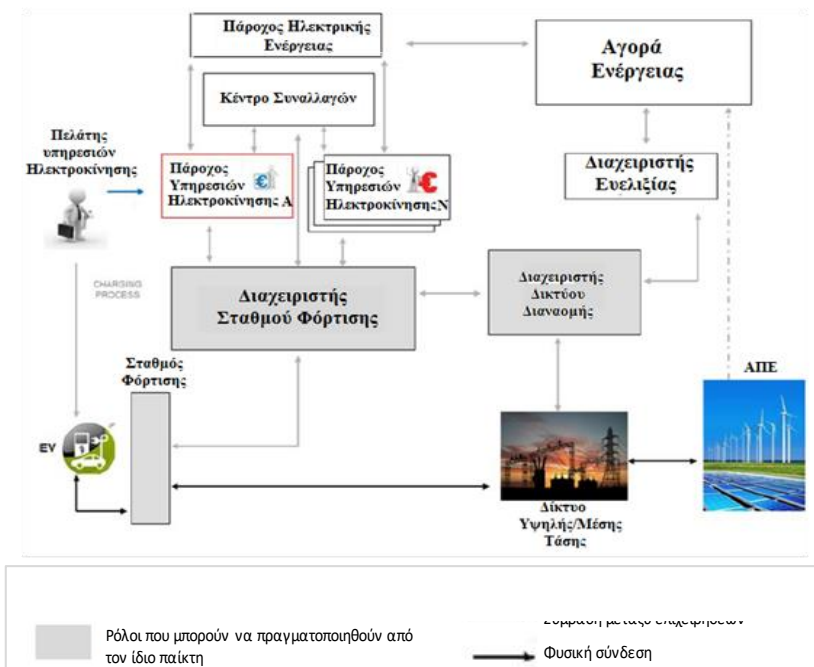 Πάροχος Ηλεκτρικής
Ενέργειας
Αγορά
Ενέργειας
Κέντρο Συναλλαγών
Πελάτης
υπηρεσιών
Ηλεκτροκίνησης
Πάροχος
Υπηρεσιών
Ηλεκτροκίνησης Α
Πάροχος
Υπηρεσιών
Ηλεκτροκίνησης Ν
Διαχειριστής
Ευελιξίας
CHARGING
PROCESS
Διαχειριστής
Σταθμού Φόρτισης
Διαχειριστής
Δικτύου
Διαναομής
Σταθμός
Φόρτισης
ΑΠΕ
EV
Δίκτυο
Υψηλής/Μέσης
Τάσης
Ρόλοι που μπορούν να πραγματοποιηθούν από
τον ίδιο παίκτη
Φυσική σύνδεση